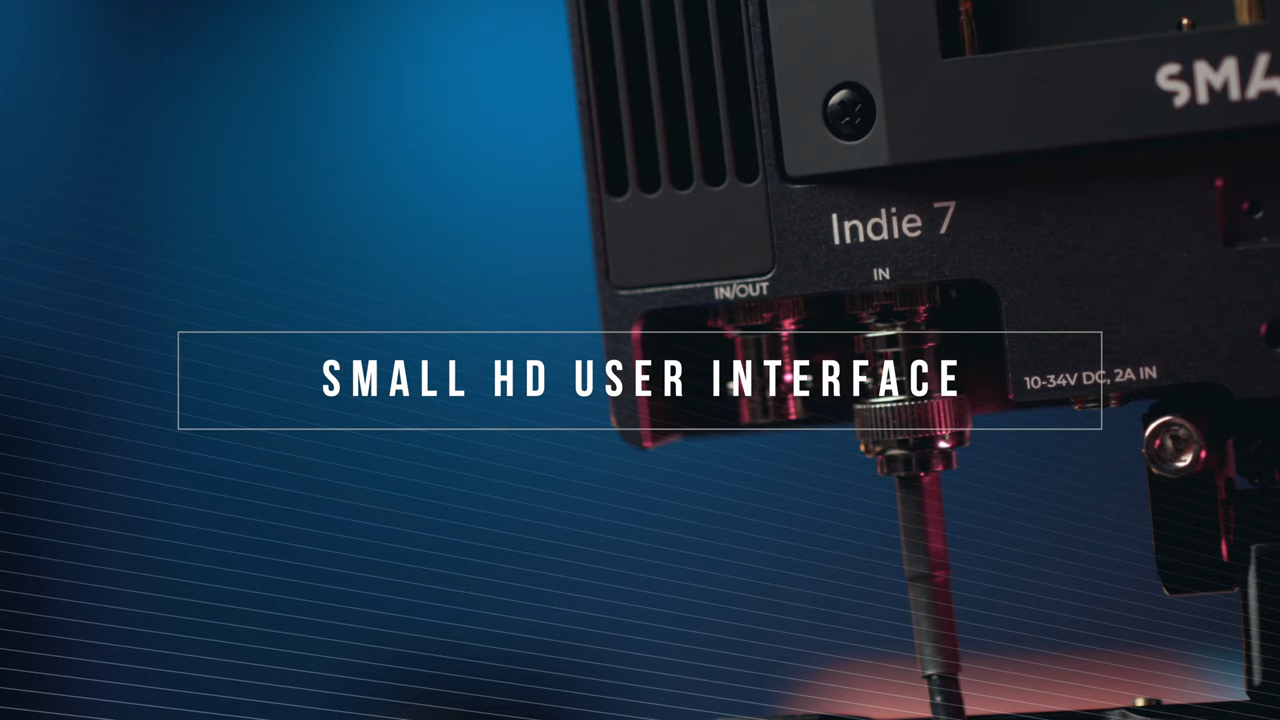 SMA
Indie 7
IN
IN/OUT
SMALL HD USER INTERFACE
10-34V DC, 2A IN